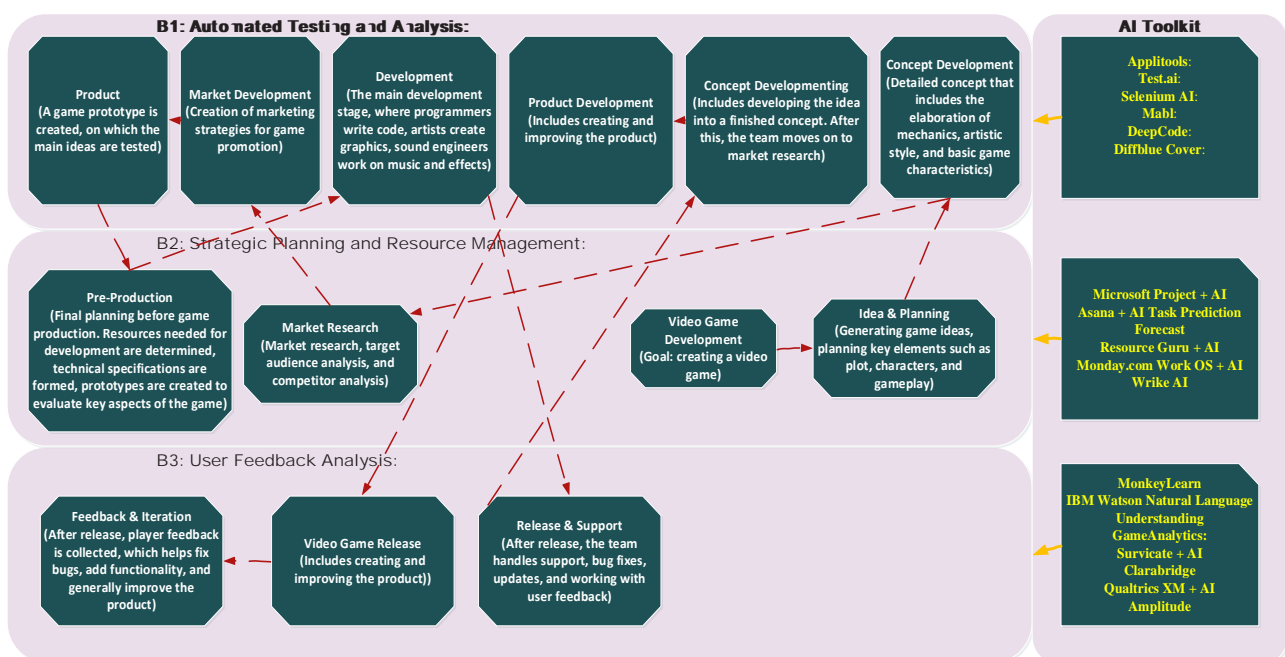 B1: Automated Testing and Analysis:
AI Toolkit
Product
(A game prototype is
created, on which the
main ideas are tested)
Market Development
(Creation of marketing
strategies for game
promotion)
Development
(The main development
stage, where programmers
write code, artists create
graphics, sound engineers
work on music and effects)
Product Development
(Includes creating and
improving the product)
Concept Developmenting
(Includes developing the idea
into a finished concept. After
this, the team moves on to
market research)
Concept Development
(Detailed concept that
includes the
elaboration of
mechanics, artistic
style, and basic game
characteristics)
Applitools:
Test.ai:
Selenium AI:
Mabl:
DeepCode:
Diffblue Cover:
B2: Strategic Planning and Resource Management:
Pre-Production
(Final planning before game
production. Resources needed for
development are determined,
technical specifications are
formed, prototypes are created to
evaluate key aspects of the game)
Market Research
(Market research, target
audience analysis, and
competitor analysis)
Video Game
Development
(Goal: creating a video
game)
Idea & Planning
(Generating game ideas,
planning key elements such as
plot, characters, and
gameplay)
Microsoft Project + AI
Asana + AI Task Prediction
Forecast
Resource Guru + AI
Monday.com Work OS + AI
Wrike AI
B3: User Feedback Analysis:
Feedback & Iteration
(After release, player feedback
is collected, which helps fix
bugs, add functionality, and
generally improve the
product)
Video Game Release
(Includes creating and
improving the product))
Release & Support
(After release, the team
handles support, bug fixes,
updates, and working with
user feedback)
MonkeyLearn
IBM Watson Natural Language
Understanding
GameAnalytics:
Survicate + AI
Clarabridge
Qualtrics XM + AI
Amplitude